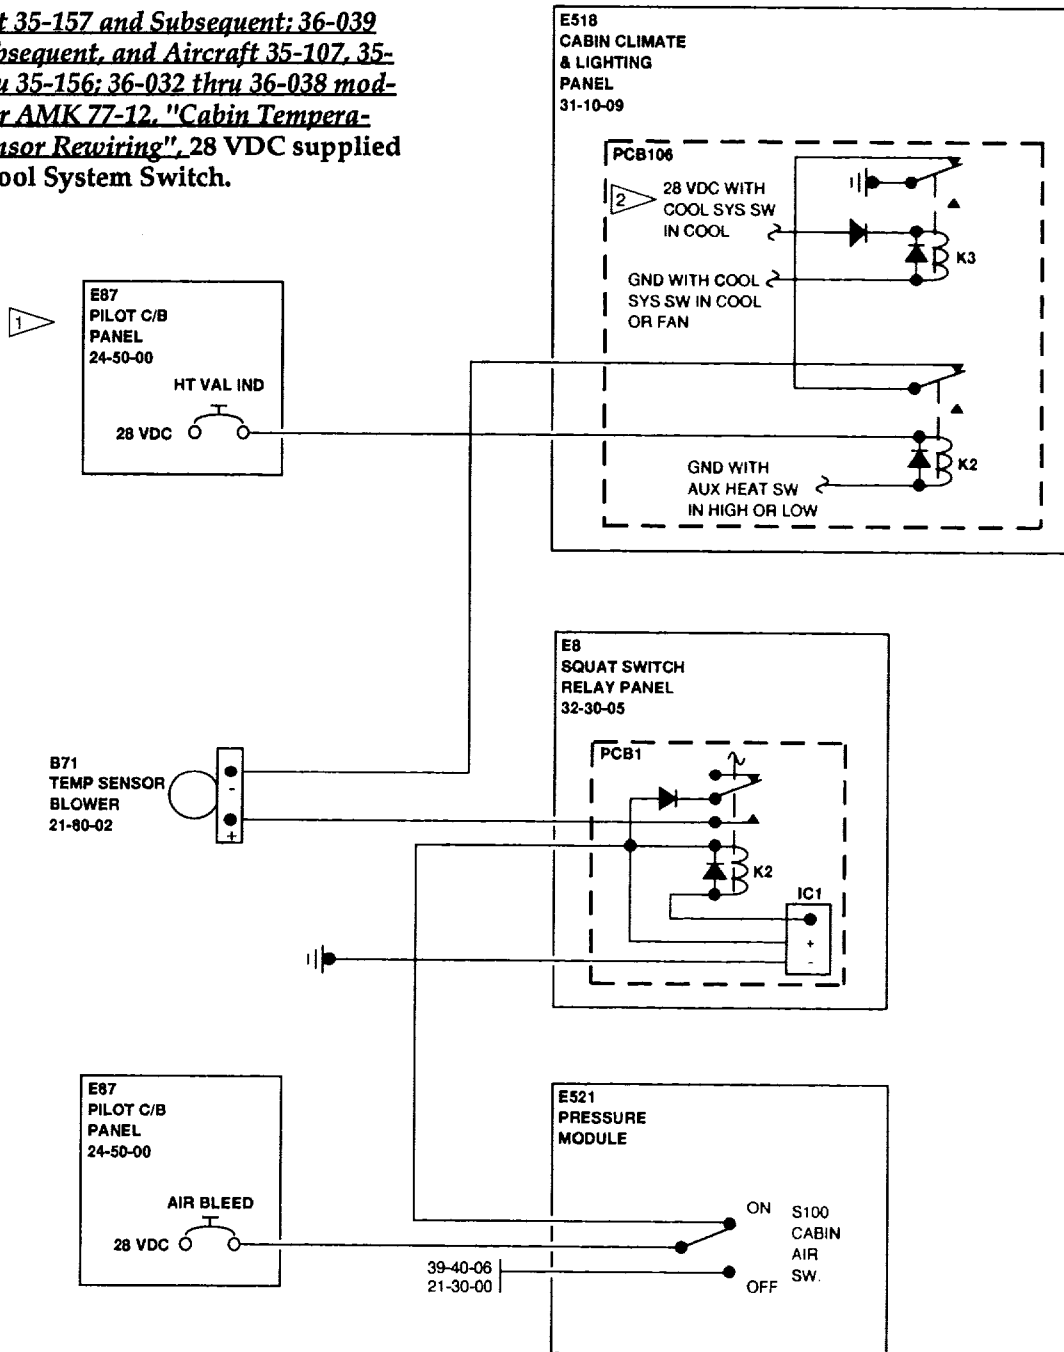 t 35-157 and Subsequent; 36-039
bsequent, and Aircraft 35-107, 35-
u 35-156; 36-032 thru 36-038 mod-
r AMK 77-12, "Cabin Tempera-
nsor Rewiring", 28 VDC supplied
ool System Switch.
E518
CABIN CLIMATE
& LIGHTING
PANEL
31-10-09
PCB106
2
28 VDC WITH
COOL SYS SW
IN COOL
K3
GND WITH COOL
SYS SW IN COOL
OR FAN
1
E87
PILOT C/B
PANEL
24-50-00
HT VAL IND
28 VDC
GND WITH
AUX HEAT SW
IN HIGH OR LOW
K2
E8
SQUAT SWITCH
RELAY PANEL
32-30-05
PCB1
K2
IC1
+
-
B71
TEMP SENSOR
BLOWER
21-80-02
-
+
E87
PILOT C/B
PANEL
24-50-00
AIR BLEED
28 VDC
E521
PRESSURE
MODULE
ON
S100
CABIN
AIR
SW.
OFF
39-40-06
21-30-00